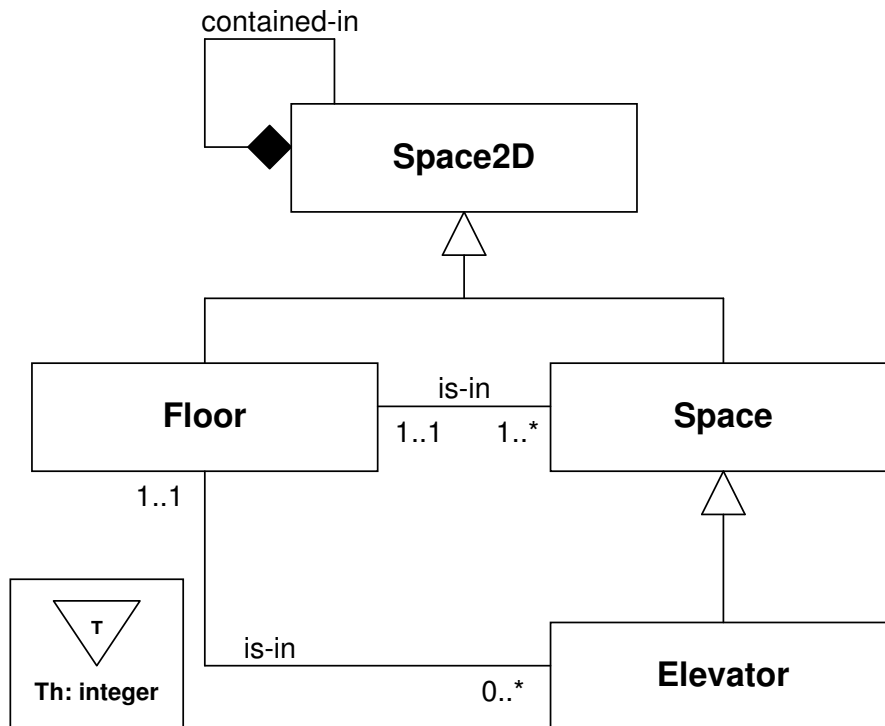 contained-in
Space2D
is-in
Floor
Space
1..1
1..*
1..1
T
is-in
Th: integer
Elevator
0..*